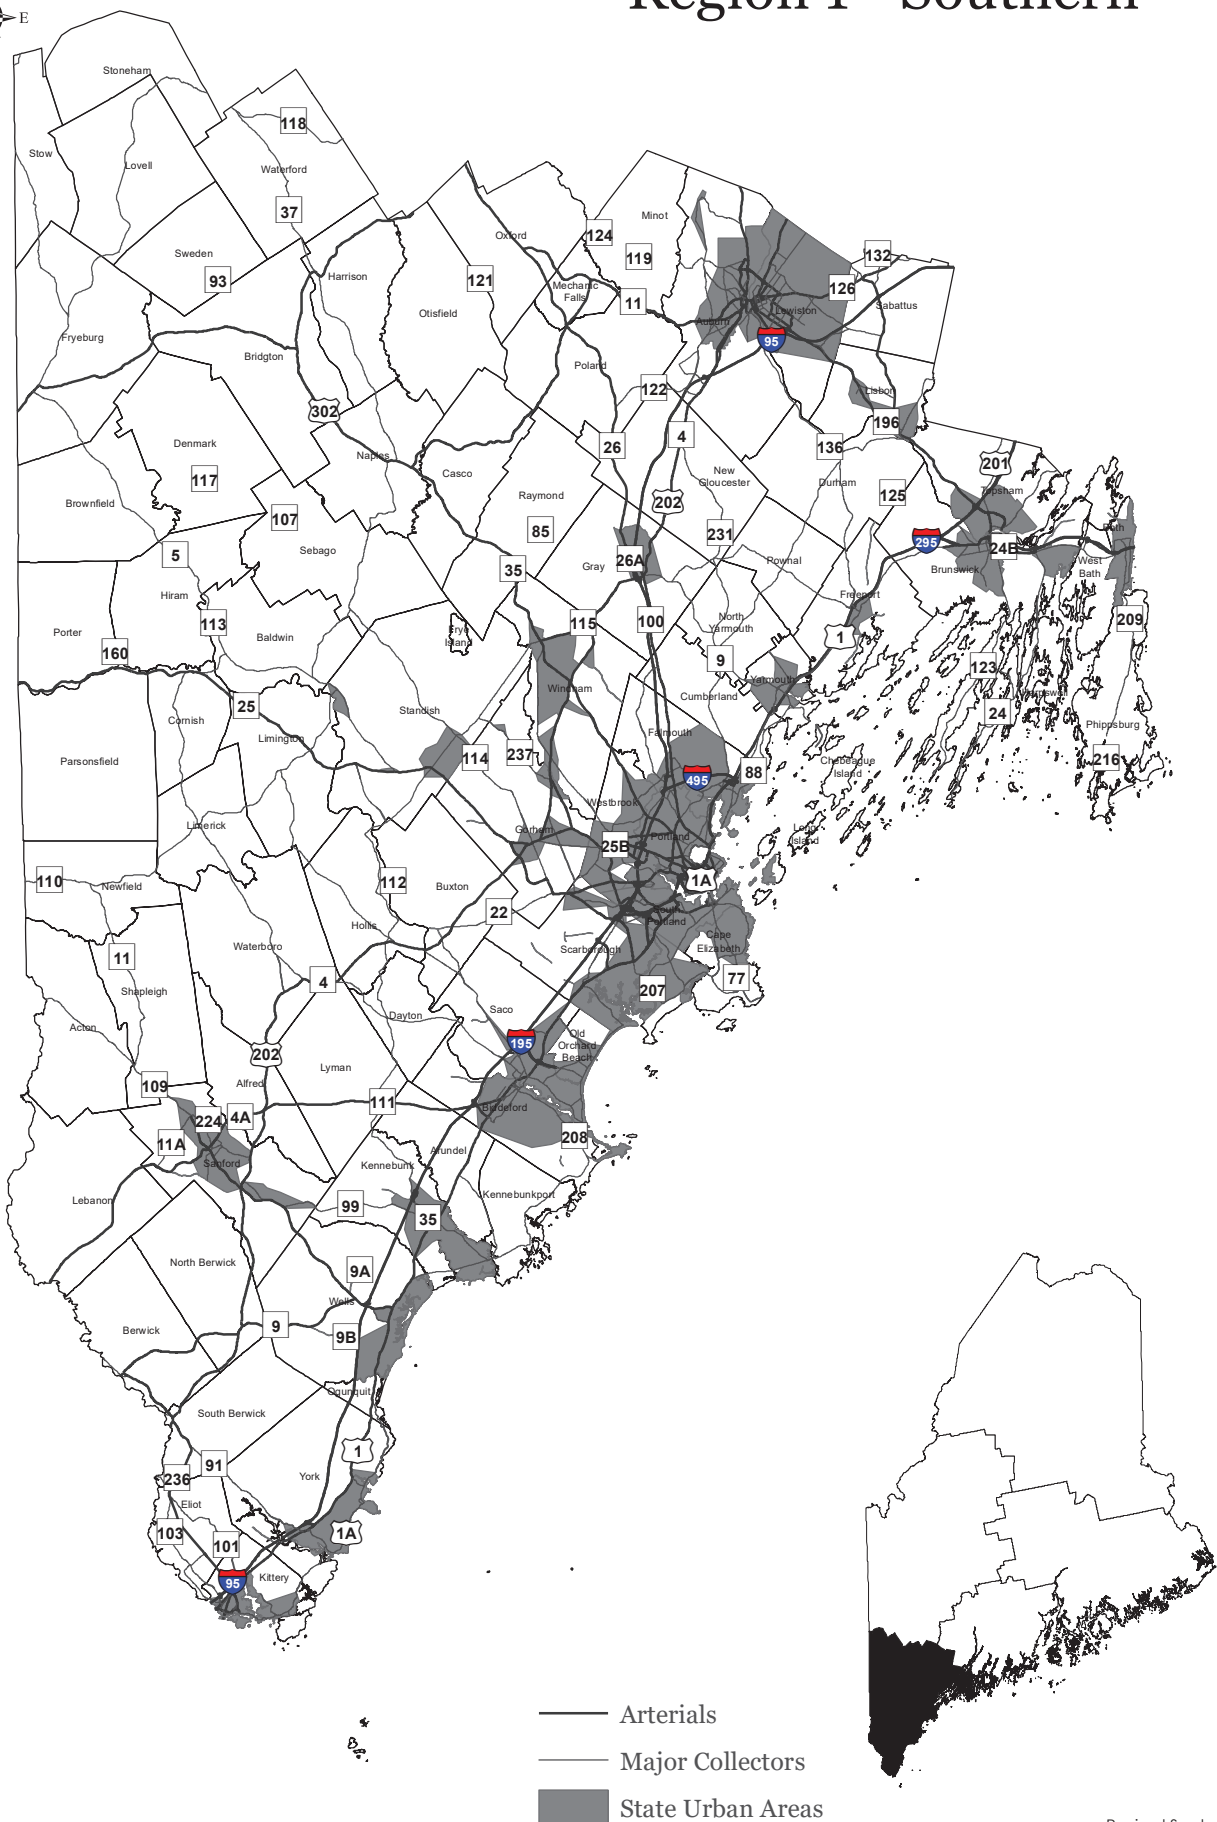 Region 1 - Southern
E
Stoneham
118
Stow
Lovell
Waterford
37
Minot
124
Oxford
119
132
Sweden
93
Harrison
121
Mechanic
Falls
11
126
Sabattus
Otisfield
Auburn
Lewiston
95
Fryeburg
Bridgton
Poland
122
Lisbon
302
196
Denmark
26
4
136
Naples
201
117
Casco
New
Gloucester
Durham
125
Topsham
Brownfield
Raymond
202
107
85
231
295
Bath
5
Sebago
26A
24B
35
Gray
Pownal
Brunswick
West
Bath
Hiram
Freeport
113
Frye
Island
115
100
North
Yarmouth
1
209
Porter
Baldwin
160
9
123
Yarmouth
Windham
Cumberland
Harpswell
25
Standish
24
Cornish
Phippsburg
Limington
Falmouth
114
237
216
Parsonsfield
495
88
Chebeague
Island
Westbrook
Limerick
Gorham
Portland
Long
Island
25B
110
Newfield
112
Buxton
1A
22
South
Portland
Hollis
Waterboro
Scarborough
Cape
Elizabeth
11
4
77
Shapleigh
207
Saco
Dayton
Acton
195
Old
Orchard
Beach
202
Lyman
109
Alfred
111
Biddeford
224
4A
208
11A
Arundel
Sanford
Kennebunk
Lebanon
99
Kennebunkport
35
North Berwick
9A
Wells
9
9B
Berwick
Ogunquit
South Berwick
1
91
236
York
Eliot
103
101
1A
95
Kittery
Arterials
Major Collectors
State Urban Areas